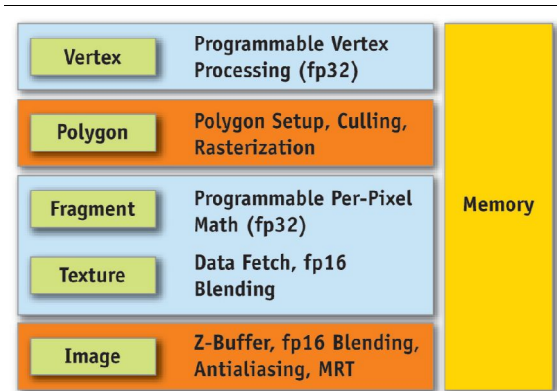 Vertex
Programmable Vertex
Processing (fp32)
Polygon
Polygon Setup, Culling,
Rasterization
Fragment
Programmable Per-Pixel
Math (fp32)
Memory
Texture
Data Fetch, fp16
Blending
Image
Z-Buffer, fp16 Blending,
Antialiasing, MRT